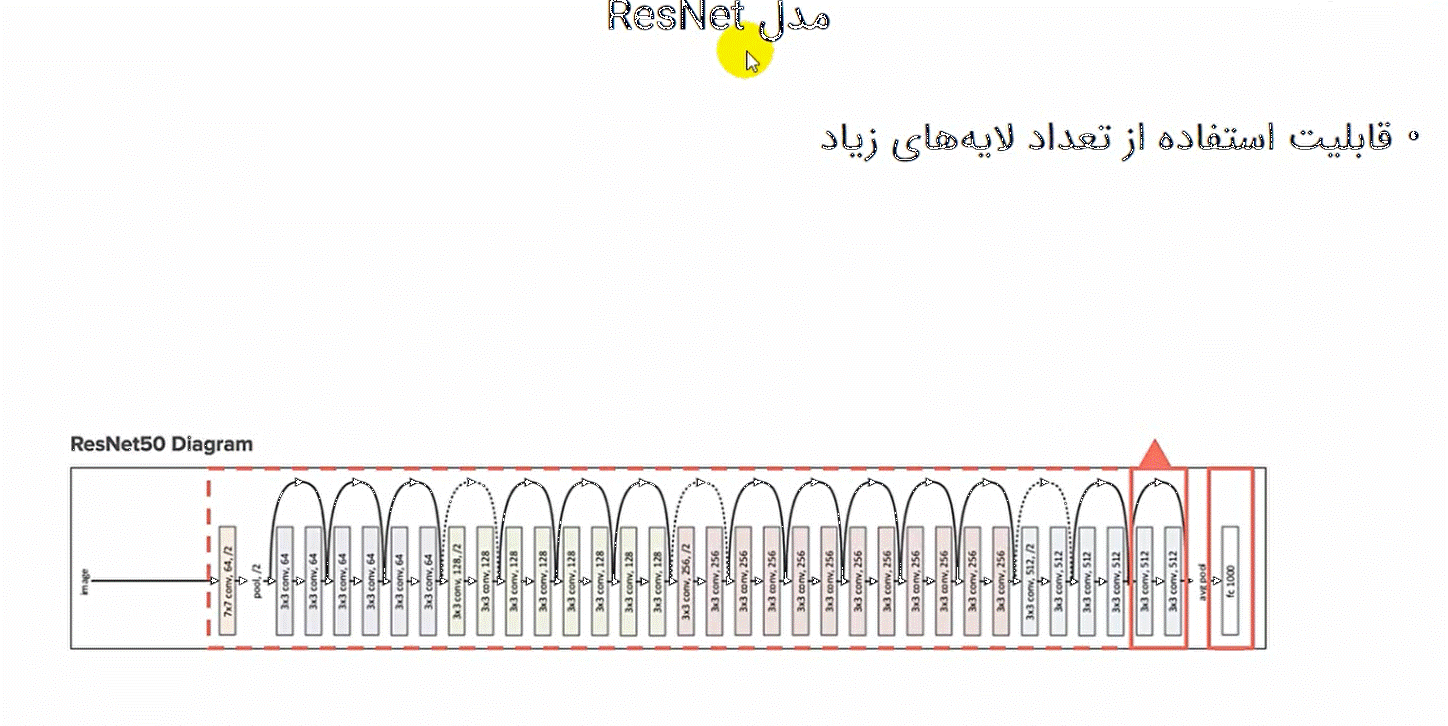 مدل ResNet
• قابلیت استفاده از تعداد لایه‌های زیاد
ResNet50 Diagram
image
7x7 conv, 64, /2
pool, /2
3x3 conv, 64
3x3 conv, 64
3x3 conv, 64
3x3 conv, 64
3x3 conv, 64
3x3 conv, 64
3x3 conv, 128, /2
3x3 conv, 128
3x3 conv, 128
3x3 conv, 128
3x3 conv, 128
3x3 conv, 128
3x3 conv, 128
3x3 conv, 128
3x3 conv, 256, /2
3x3 conv, 256
3x3 conv, 256
3x3 conv, 256
3x3 conv, 256
3x3 conv, 256
3x3 conv, 256
3x3 conv, 256
3x3 conv, 256
3x3 conv, 256
3x3 conv, 256
3x3 conv, 256
3x3 conv, 512, /2
3x3 conv, 512
3x3 conv, 512
3x3 conv, 512
3x3 conv, 512
3x3 conv, 512
avg pool
fc 1000